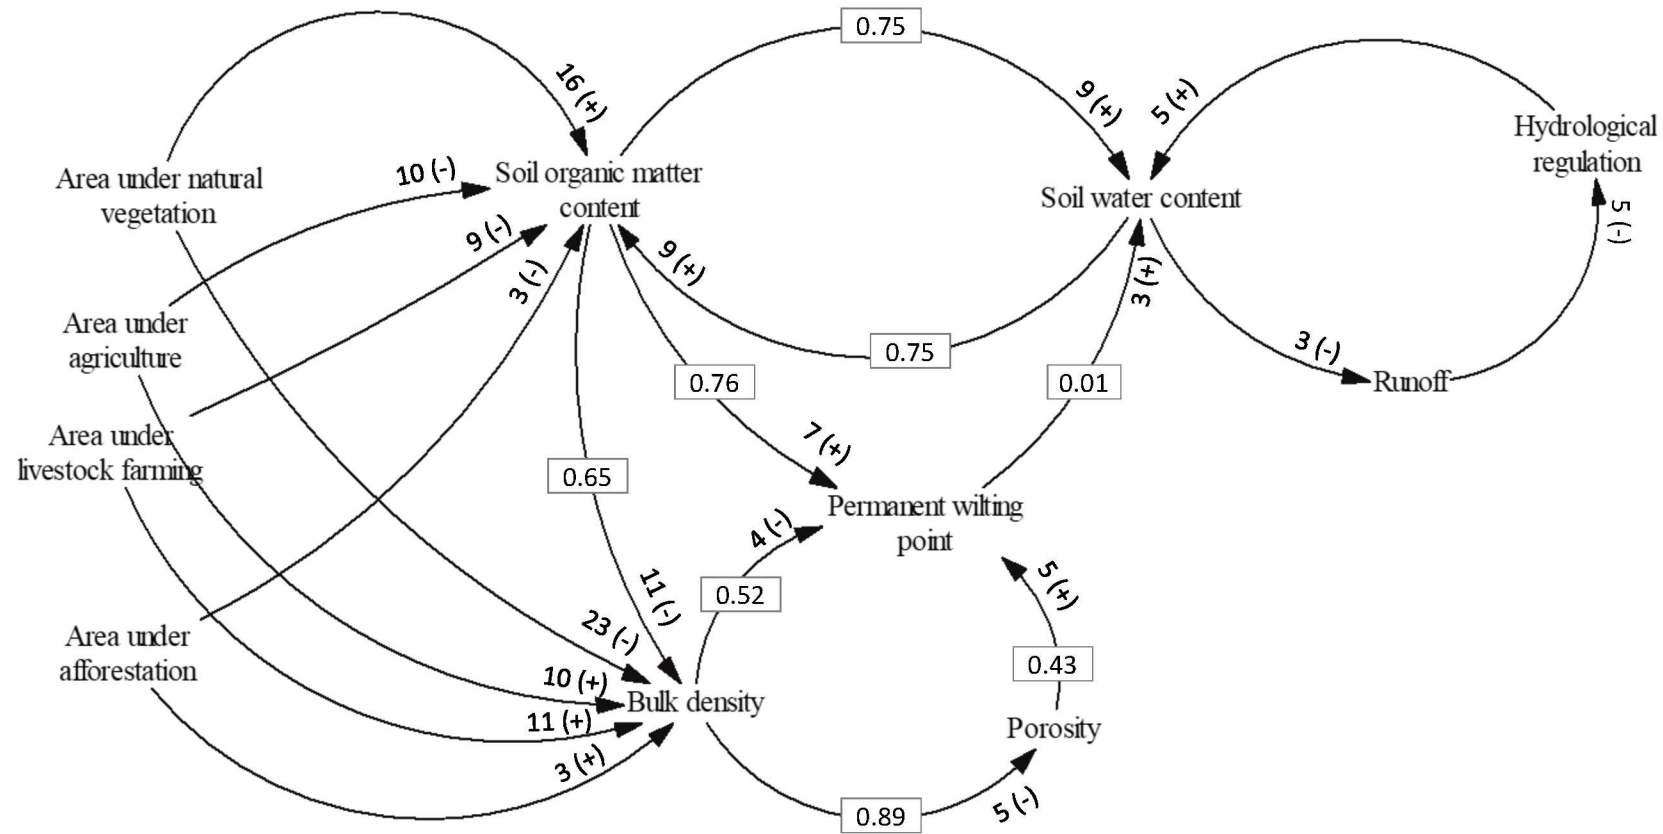 0.75
16 (+)
9 (+)
5 (+)
Hydrological
regulation
Area under natural
vegetation
10 (-)
Soil organic matter
content
Soil water content
9 (-)
3 (-)
9 (+)
3 (+)
5 (-)
Area under
agriculture
0.75
3 (-)
0.76
0.01
Runoff
Area under
livestock farming
7 (+)
0.65
Permanent wilting
point
4 (-)
11 (-)
0.52
5 (+)
Area under
afforestation
23 (-)
0.43
10 (+)
Bulk density
11 (+)
Porosity
3 (+)
0.89
5 (-)